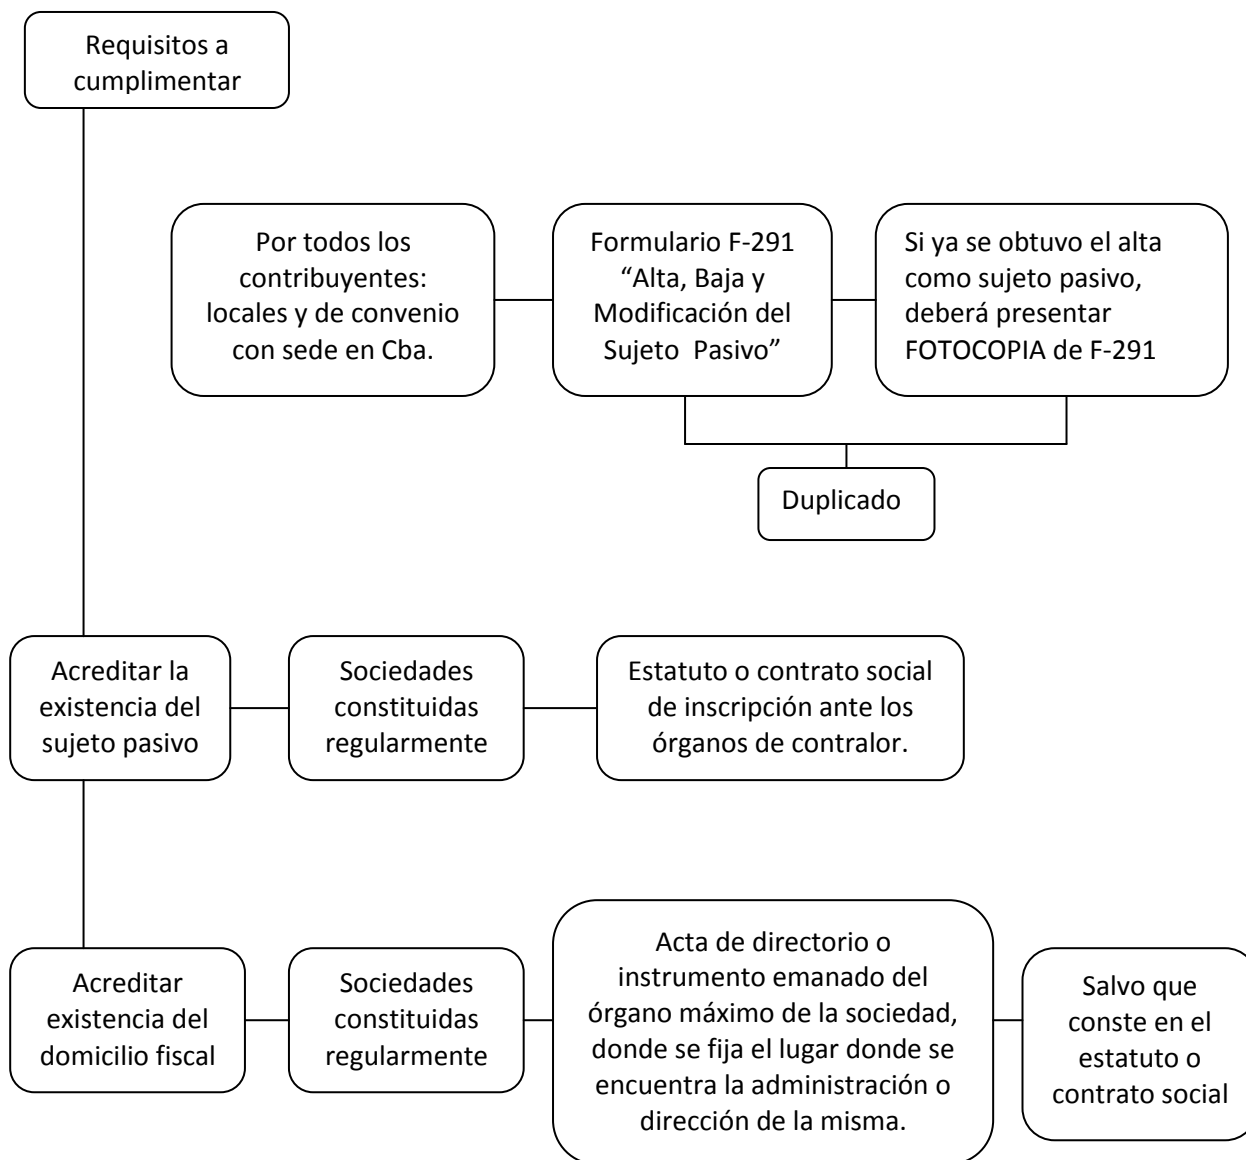 Requisitos a
cumplimentar
Por todos los
contribuyentes:
locales y de convenio
con sede en Cba.
Formulario F-291
“Alta, Baja y
Modificación del
Sujeto Pasivo”
Si ya se obtuvo el alta
como sujeto pasivo,
deberá presentar
FOTOCOPIA de F-291
Duplicado
Acreditar la
existencia del
sujeto pasivo
Sociedades
constituidas
regularmente
Estatuto o contrato social
de inscripción ante los
órganos de contralor.
Acreditar
existencia del
domicilio fiscal
Sociedades
constituidas
regularmente
Acta de directorio o
instrumento emanado del
órgano máximo de la sociedad,
donde se fija el lugar donde se
encuentra la administración o
dirección de la misma.
Salvo que
conste en el
estatuto o
contrato social